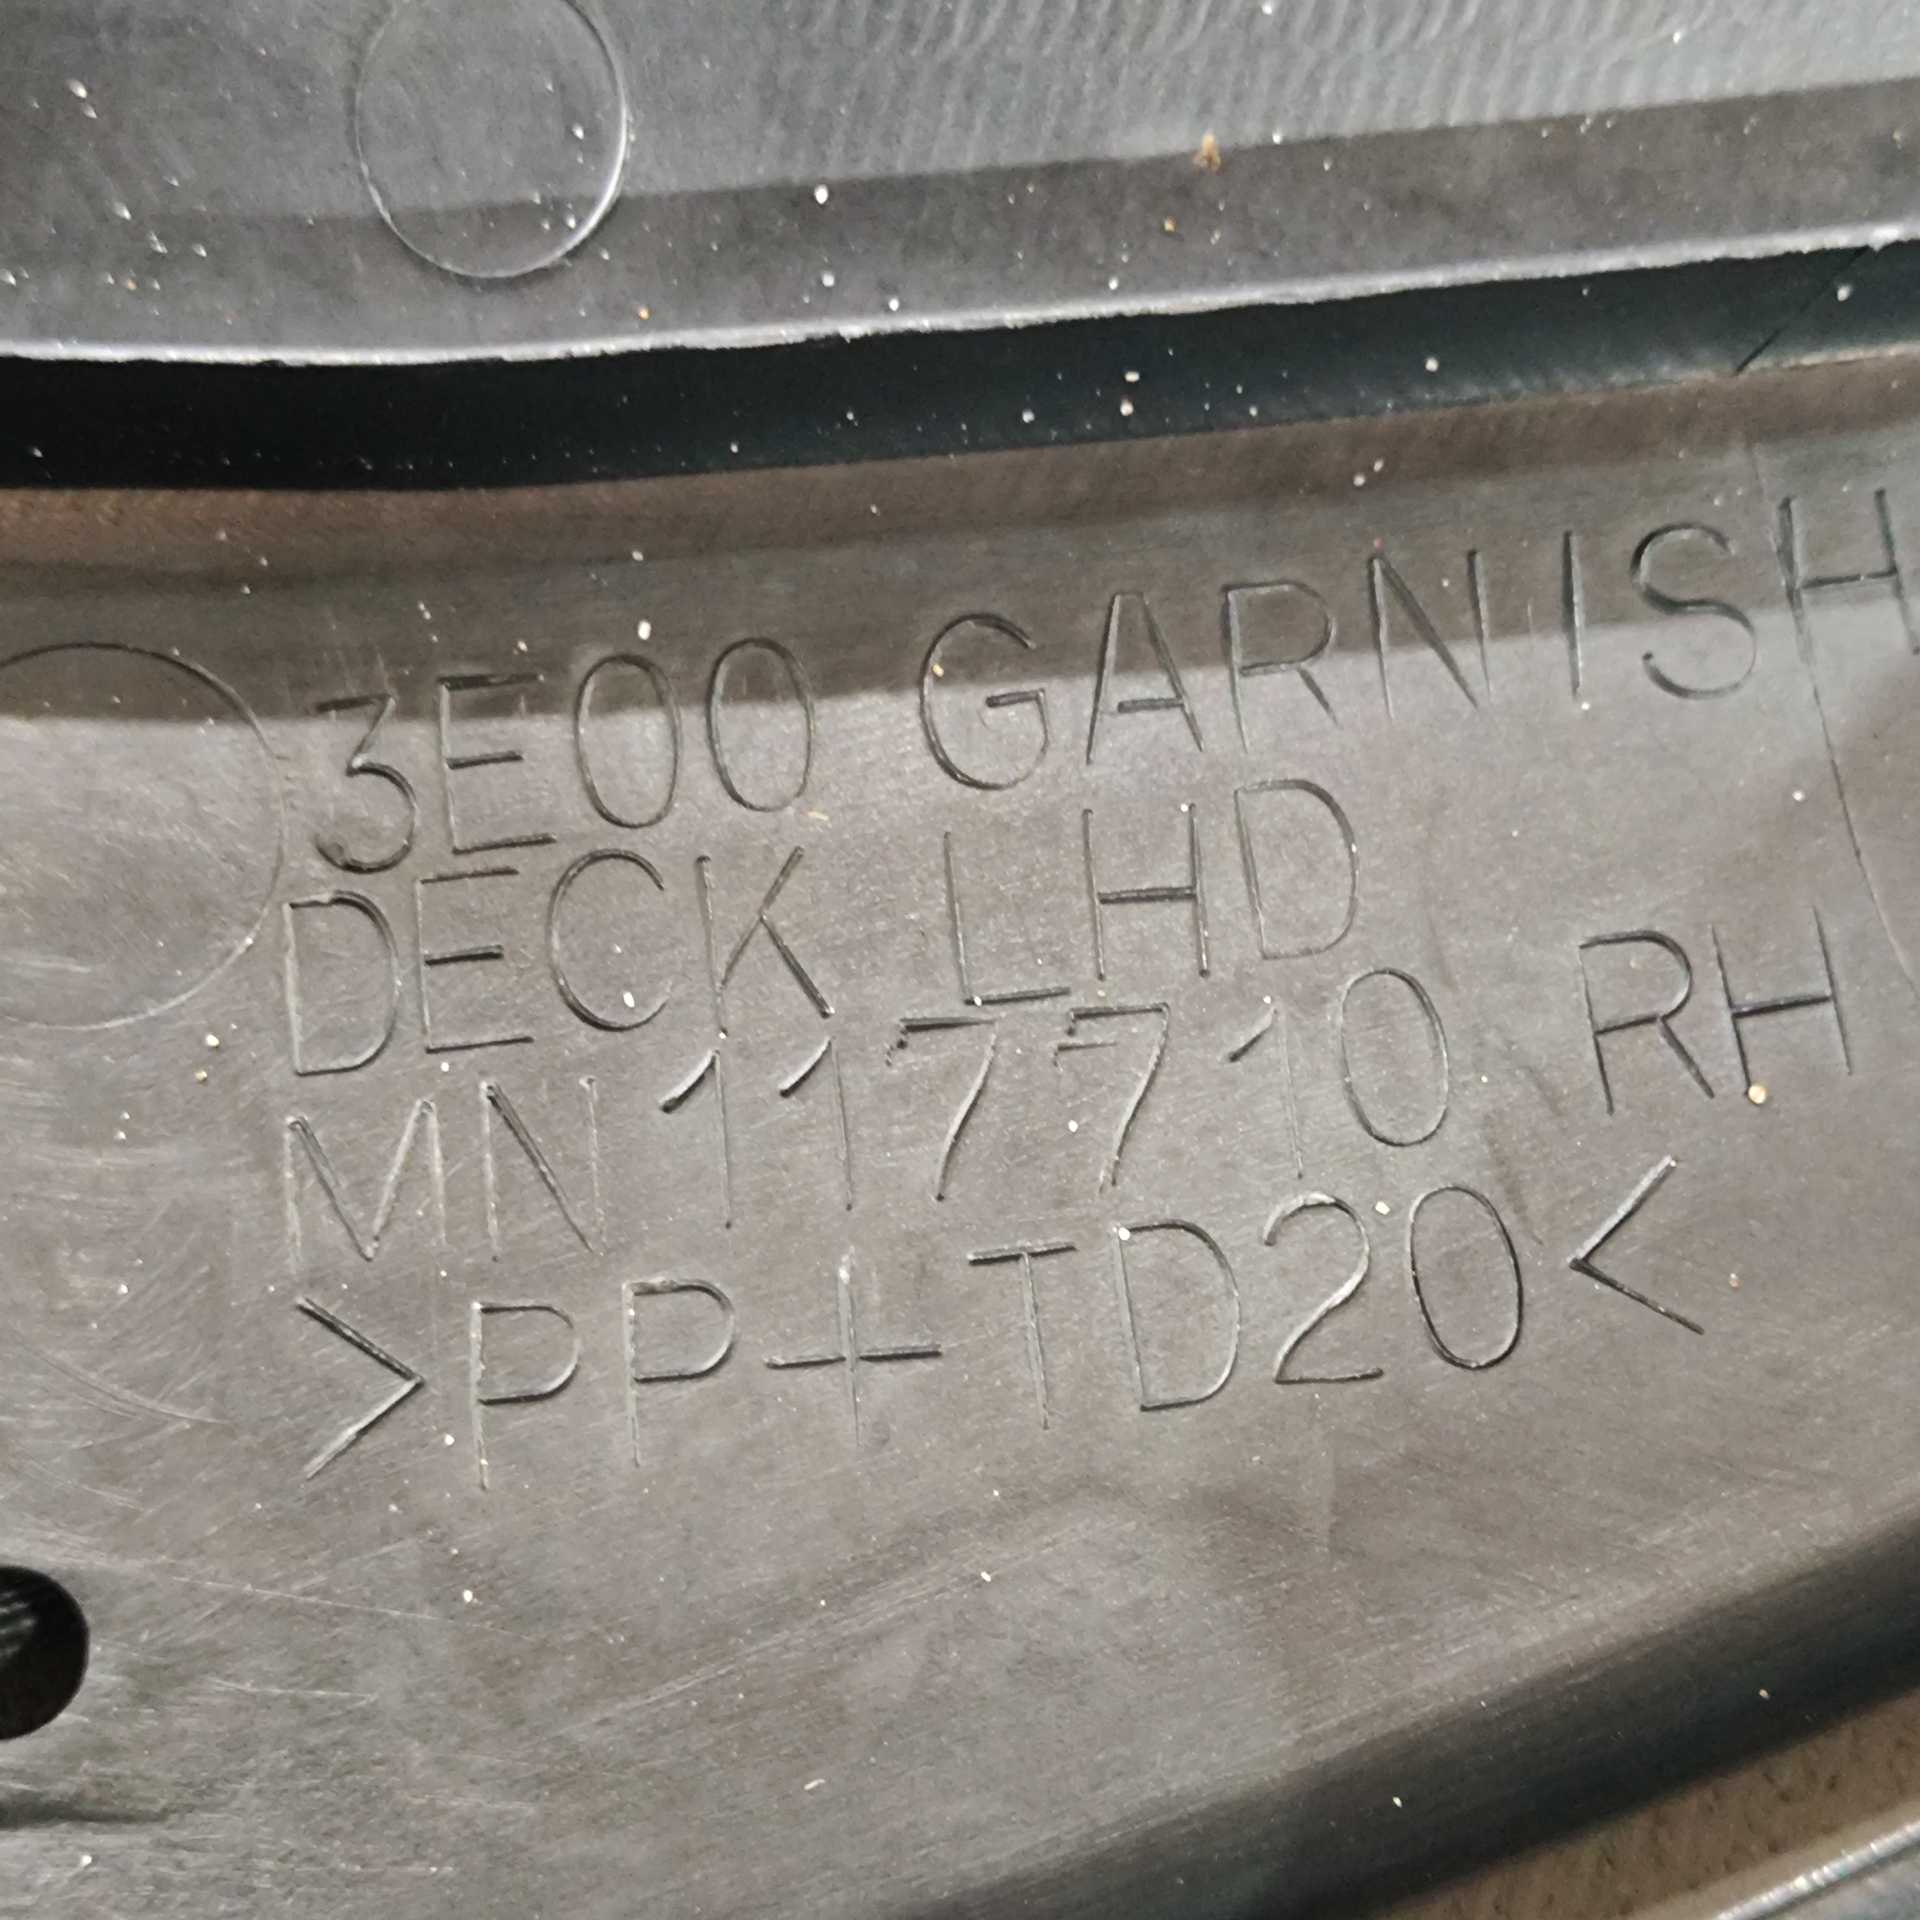 3E00 GARNISH
DECK LHD
MN117710 RH
>PP+TD20<